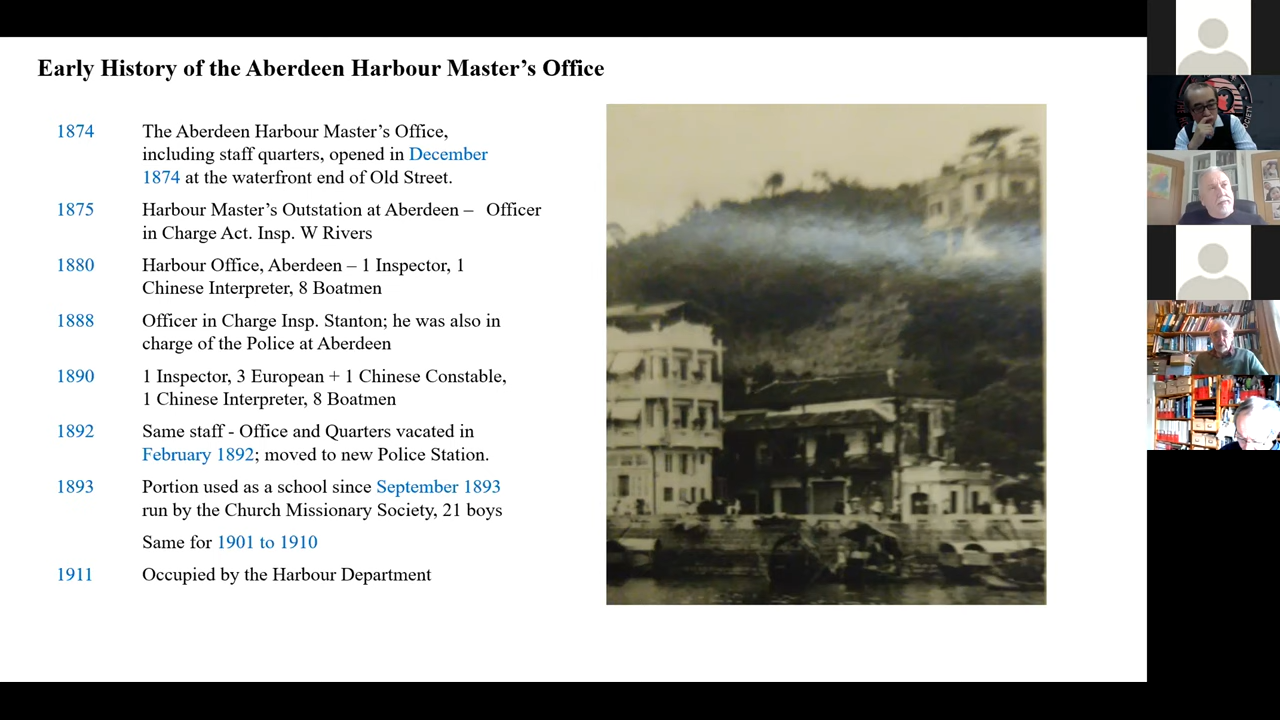 Early History of the Aberdeen Harbour Master’s Office
1874 The Aberdeen Harbour Master’s Office,
including staff quarters, opened in December
1874 at the waterfront end of Old Street.
1875 Harbour Master’s Outstation at Aberdeen – Officer
in Charge Act. Insp. W Rivers
1880 Harbour Office, Aberdeen – 1 Inspector, 1
Chinese Interpreter, 8 Boatmen
1888 Officer in Charge Insp. Stanton; he was also in
charge of the Police at Aberdeen
1890 1 Inspector, 3 European + 1 Chinese Constable,
1 Chinese Interpreter, 8 Boatmen
1892 Same staff - Office and Quarters vacated in
February 1892; moved to new Police Station.
1893 Portion used as a school since September 1893
run by the Church Missionary Society, 21 boys
Same for 1901 to 1910
1911 Occupied by the Harbour Department